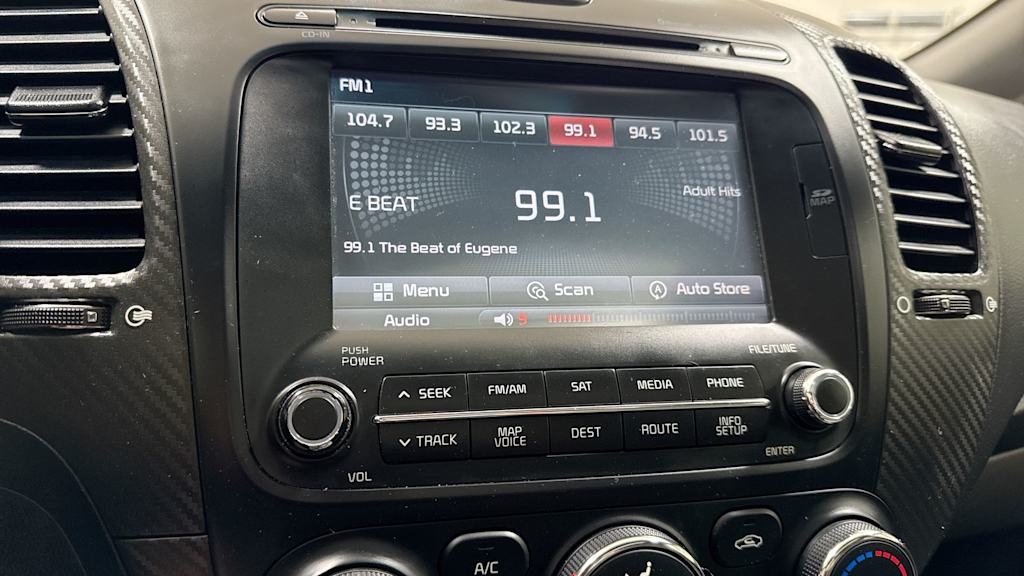 CD-IN
FM1
104.7 93.3 102.3 99.1 94.5 101.5
Adult Hits
E BEAT 99.1
99.1 The Beat of Eugene
Menu Scan Auto Store
Audio 9
SD MAP
PUSH
POWER
FILE/TUNE
SEEK FM/AM SAT MEDIA PHONE
TRACK MAP VOICE DEST ROUTE INFO SETUP
VOL
ENTER
A/C